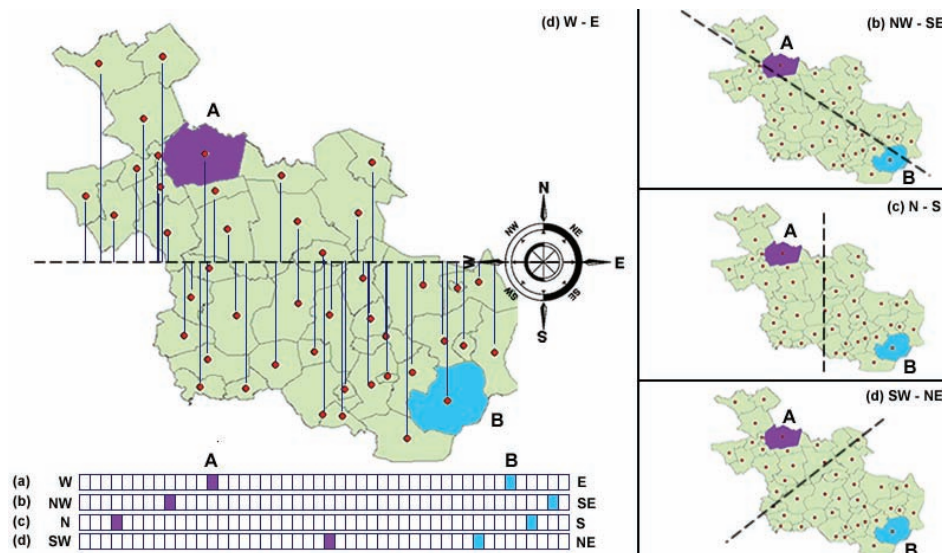 (d) W - E
A
B
N
NE
E
SE
S
SW
W
NW
(b) NW - SE
A
B
(c) N - S
A
B
(d) SW - NE
A
B
A B
(a) W E
(b) NW SE
(c) N S
(d) SW NE